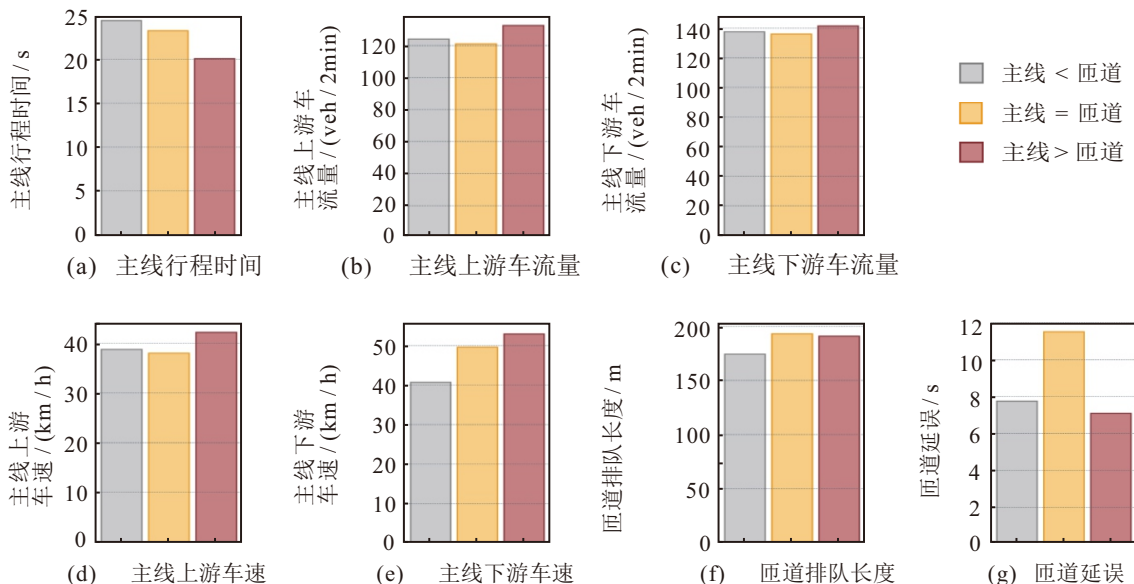 25
20
15
10
5
0
主线行程时间/s
(a) 主线行程时间
120
100
80
60
40
20
0
主线上游车
流量/(veh/2min)
(b) 主线上游车流量
140
120
100
80
60
40
20
0
主线下游车
流量/(veh/2min)
(c) 主线下游车流量
主线 < 匝道
主线 = 匝道
主线 > 匝道
40
30
20
10
0
主线上游
车速/(km/h)
(d) 主线上游车速
50
40
30
20
10
0
主线下游
车速/(km/h)
(e) 主线下游车速
200
150
100
50
0
匝道排队长度/m
(f) 匝道排队长度
12
10
8
6
4
2
0
匝道延误/s
(g) 匝道延误